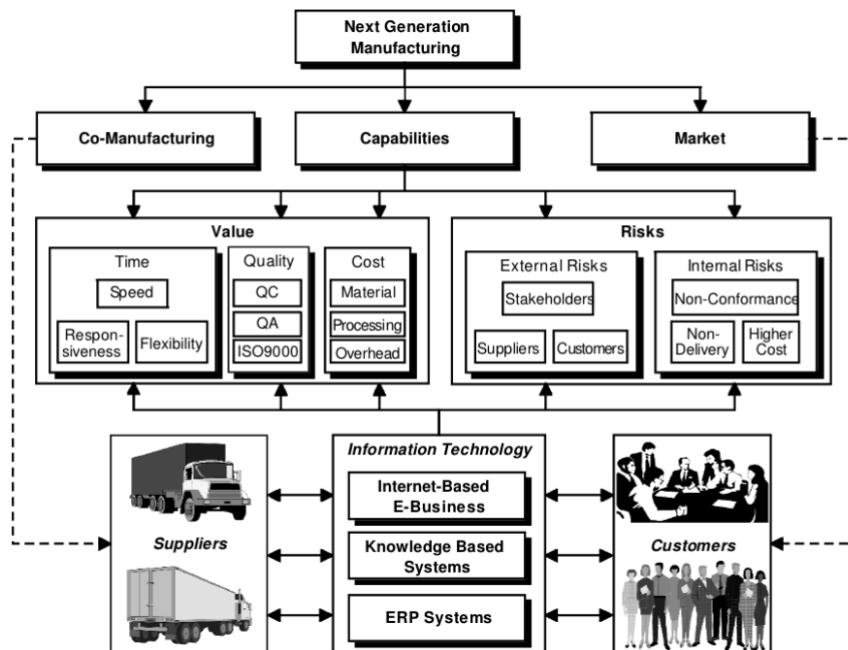 Next Generation
Manufacturing
Co-Manufacturing
Capabilities
Market
Value
Risks
Time
Quality
Cost
External Risks
Internal Risks
Speed
QC
Material
Stakeholders
Non-Conformance
Respon-
siveness
Flexibility
QA
Processing
Suppliers
Customers
Non-
Delivery
Higher
Cost
ISO9000
Overhead
Information Technology
Internet-Based
E-Business
Suppliers
Knowledge Based
Systems
Customers
ERP Systems